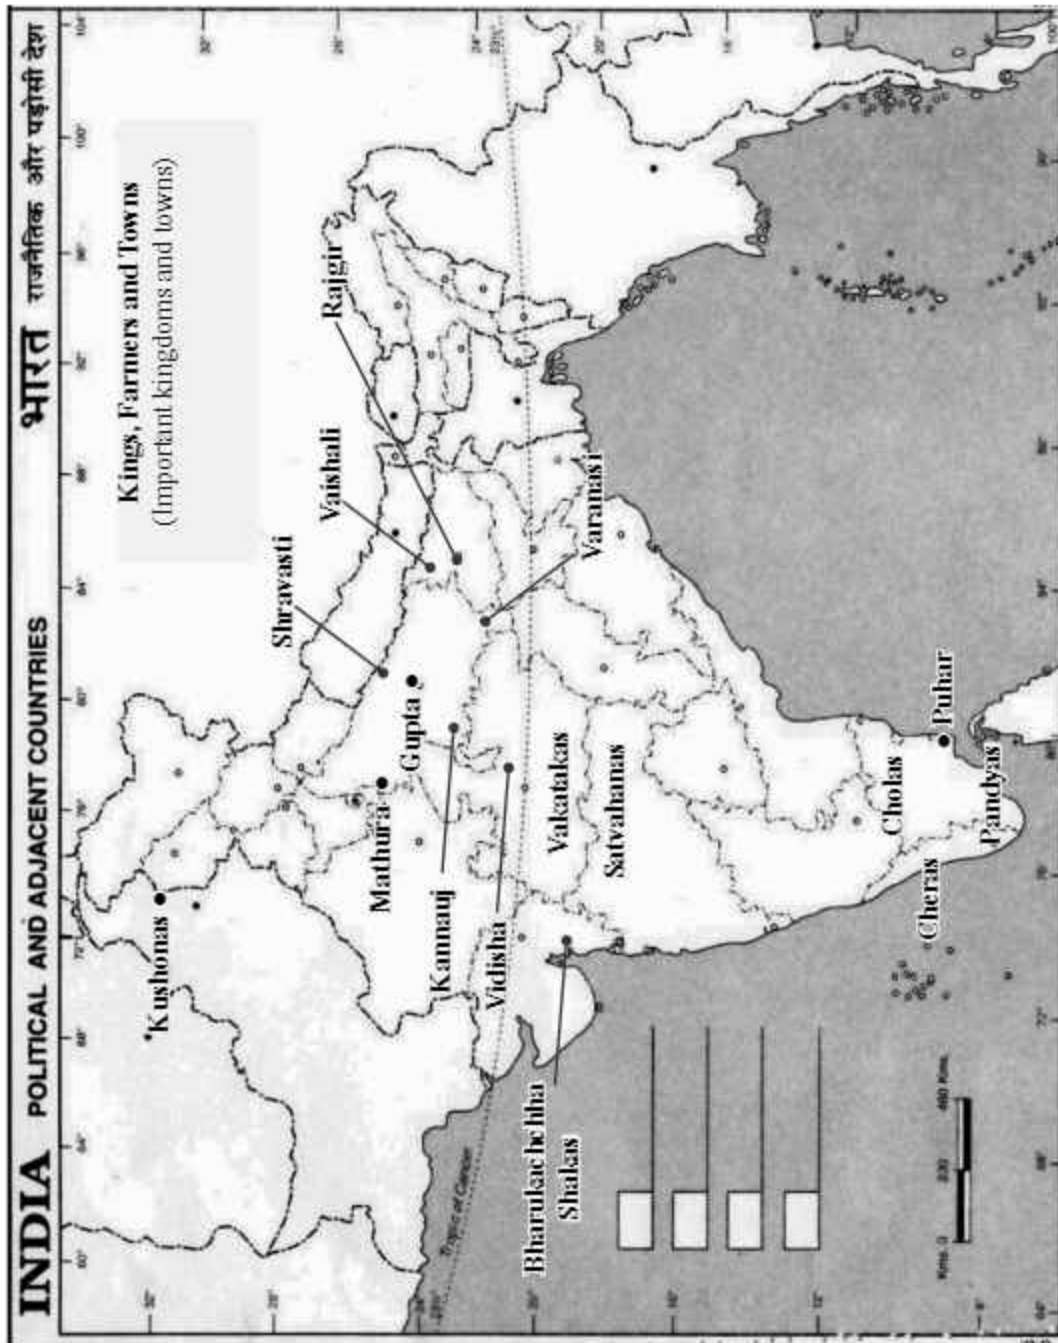 INDIA POLITICAL AND ADJACENT COUNTRIES भारत राजनैतिक और पड़ोसी देश
Kings, Farmers and Towns
(Important kingdoms and towns)
Kushonas
Shravasti
Vaishali
Rajgir
Mathura
Gupta
Kannauj
Vidisha
Varanasi
Tropic of Cancer
Vakatakas
Satvahanas
Bharukachchha
Shakas
Cholas
Puhar
Cheras
Pandyas